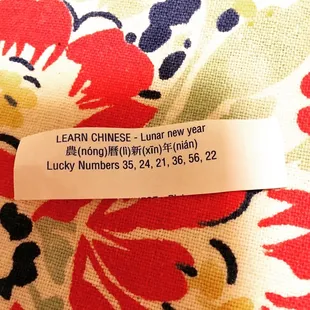 LEARN CHINESE - Lunar new year
農(nóng)曆(lì)新(xīn)年(nián)
Lucky Numbers 35, 24, 21, 36, 56, 22